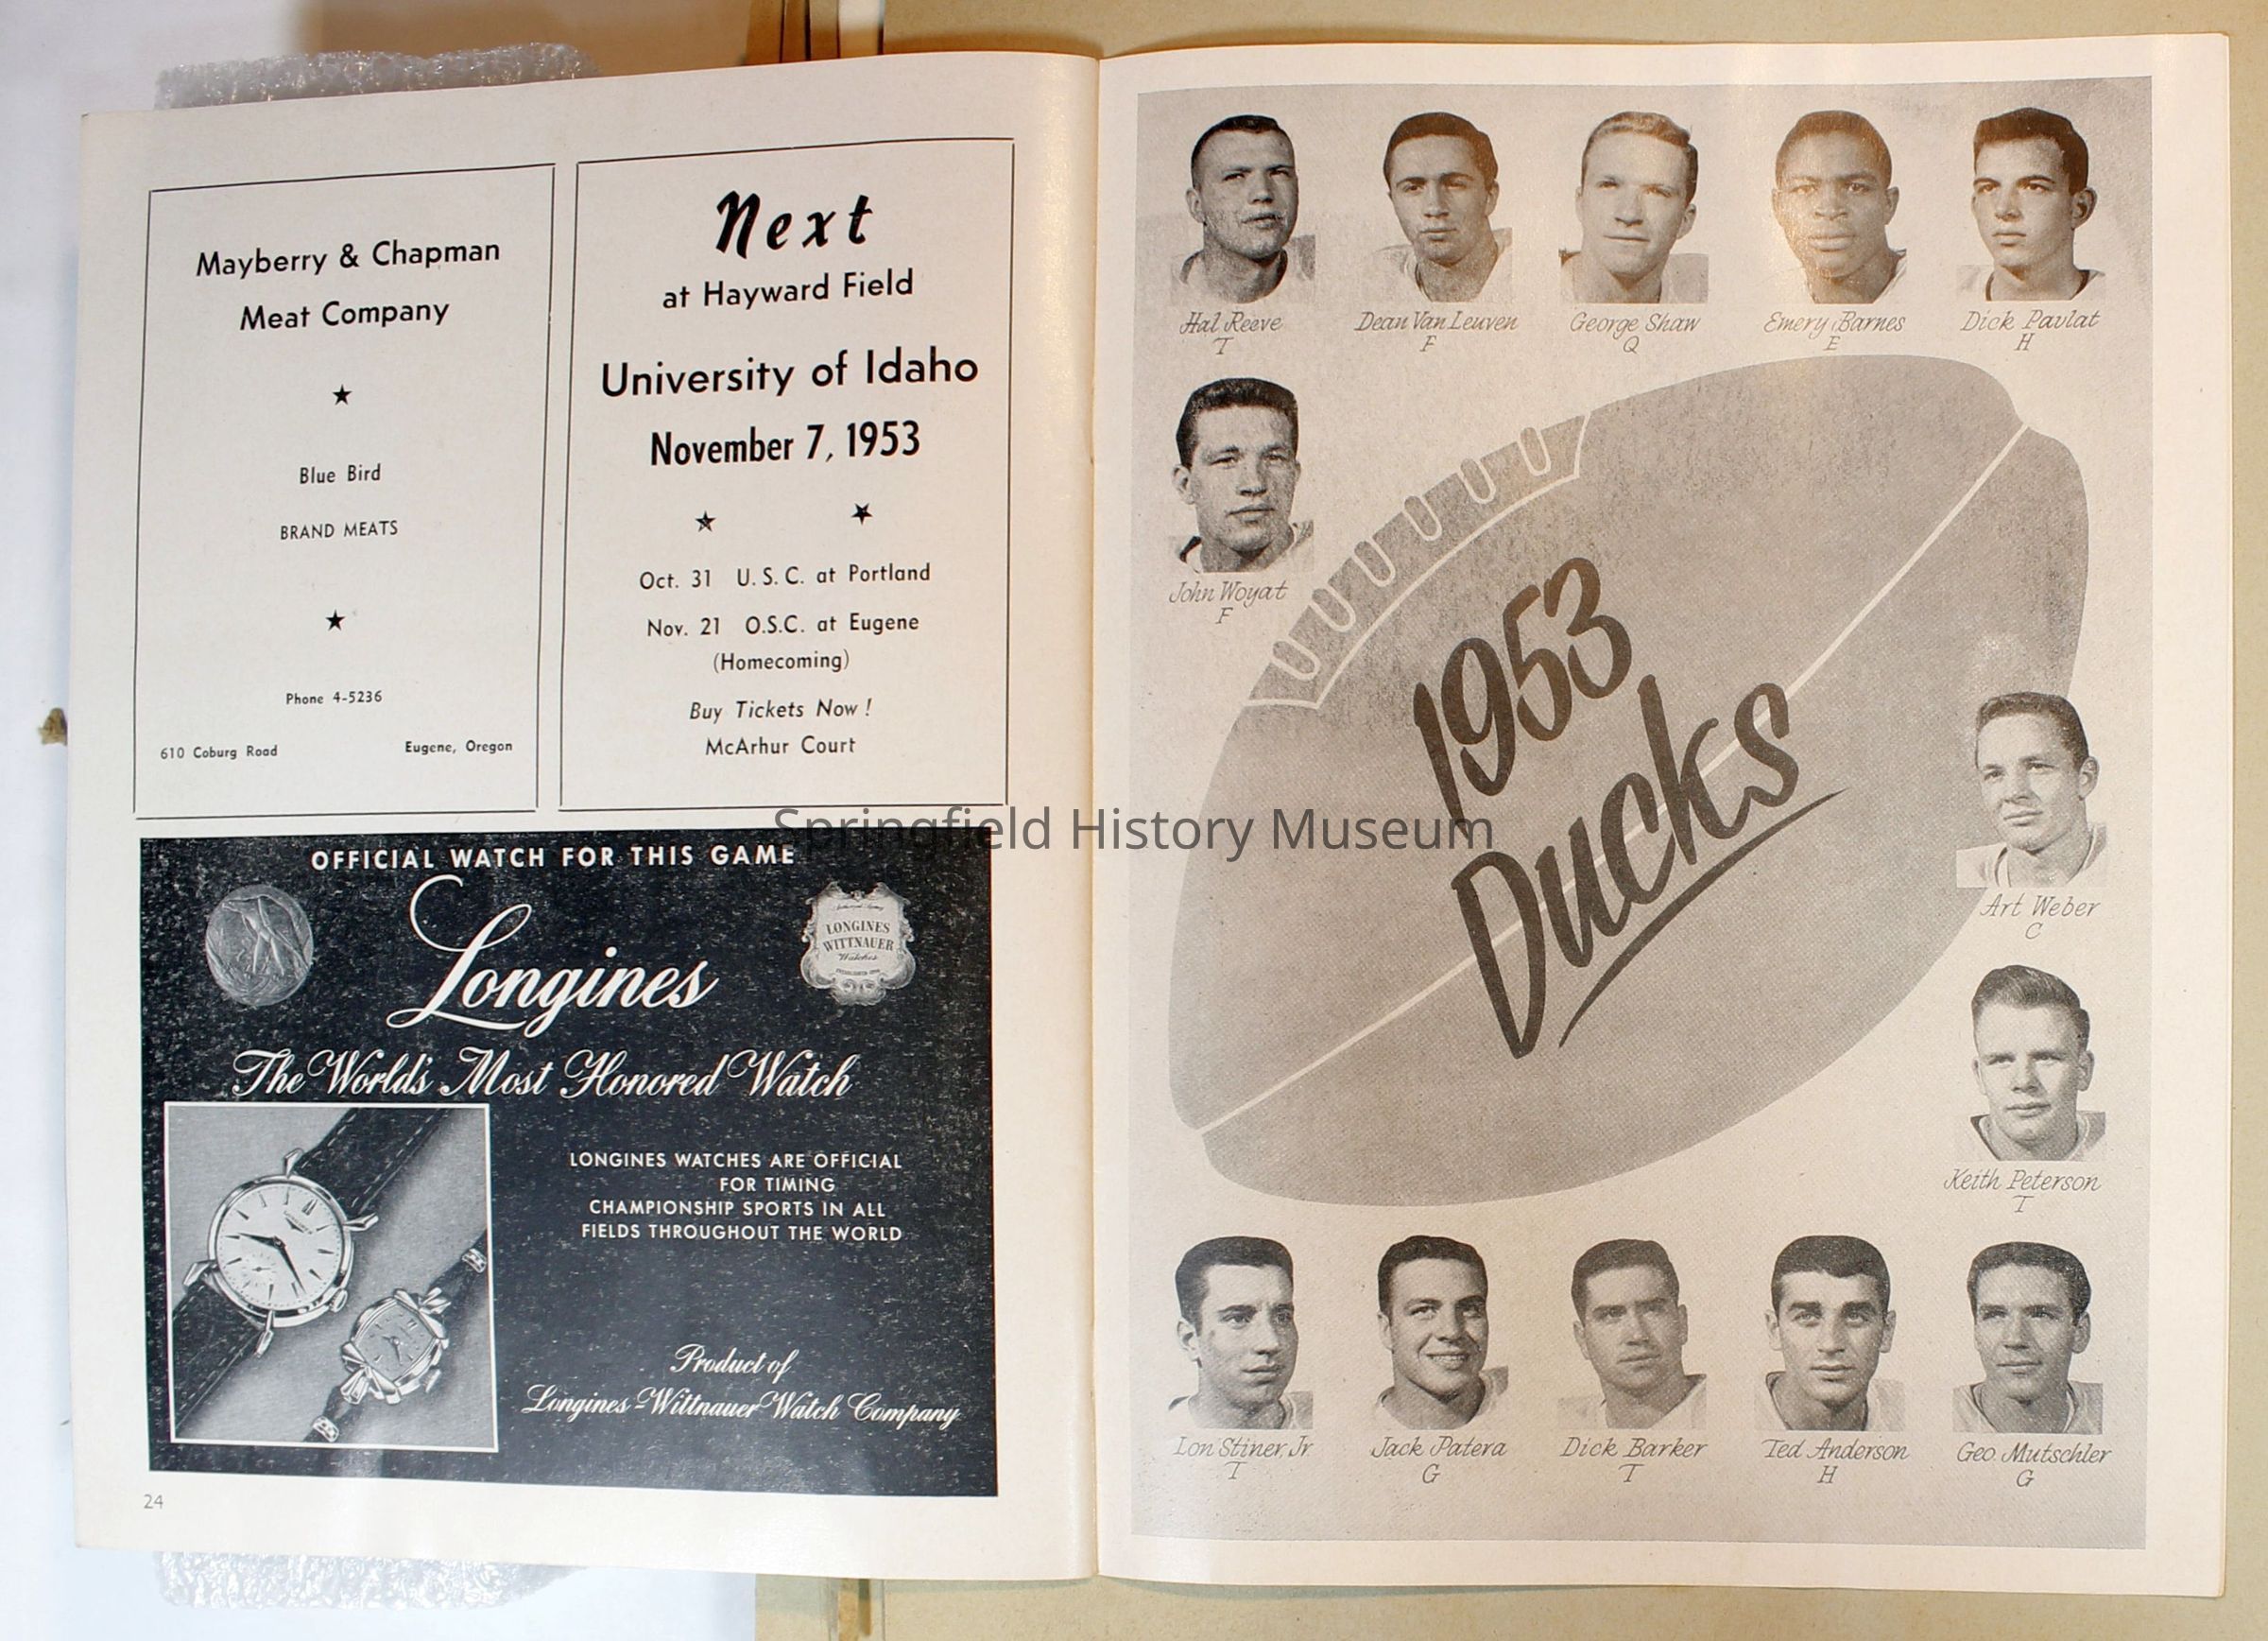 Mayberry & Chapman
Meat Company
Blue Bird
BRAND MEATS
Phone 4-5236
610 Coburg Road Eugene, Oregon
Next
at Hayward Field
University of Idaho
November 7, 1953
Oct. 31 U. S. C. at Portland
Nov. 21 O.S.C. at Eugene
(Homecoming)
Buy Tickets Now !
McArhur Court
OFFICIAL WATCH FOR THIS GAME
Longines
LONGINES
WITTNAUER
Watches
The World's Most Honored Watch
LONGINES WATCHES ARE OFFICIAL
FOR TIMING
CHAMPIONSHIP SPORTS IN ALL
FIELDS THROUGHOUT THE WORLD
Product of
Longines-Wittnauer Watch Company
24
Springfield History Museum
Hal Reeve
T
Dean Van Leuven
F
George Shaw
Q
Emery Barnes
E
Dick Pavlat
H
John Woyat
F
1953
Ducks
Art Weber
C
Keith Peterson
T
Lon Stiner, Jr
T
Jack Patera
G
Dick Barker
T
Ted Anderson
H
Geo. Mutschler
G